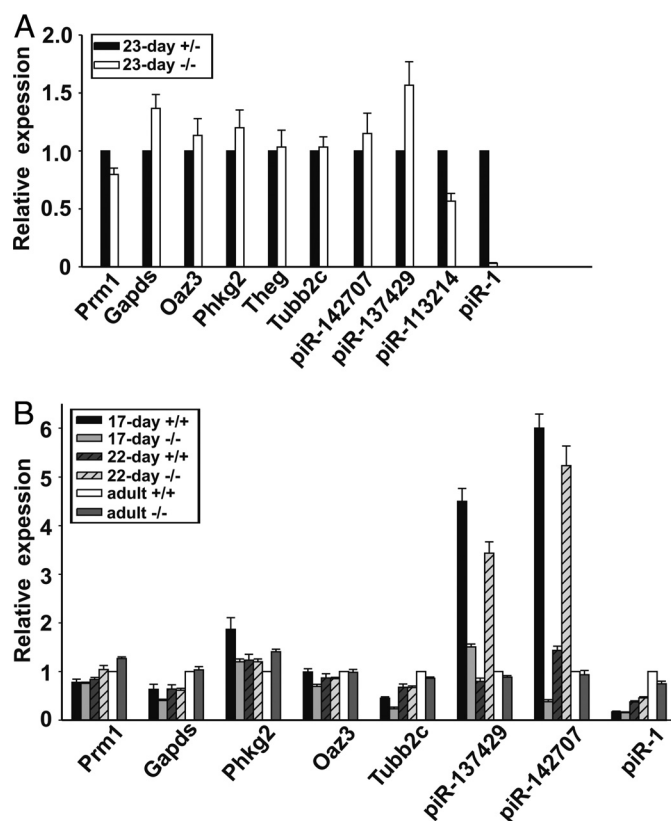 A
23-day +/-
23-day -/-
Relative expession
2.0
1.5
1.0
0.5
0
Prm1
Gapds
Oaz3
Phkg2
Theg
Tubb2c
piR-142707
piR-137429
piR-113214
piR-1
B
17-day +/+
17-day -/-
22-day +/+
22-day -/-
adult +/+
adult -/-
Relative expession
6
5
4
3
2
1
0
Prm1
Gapds
Phkg2
Oaz3
Tubb2c
piR-137429
piR-142707
piR-1